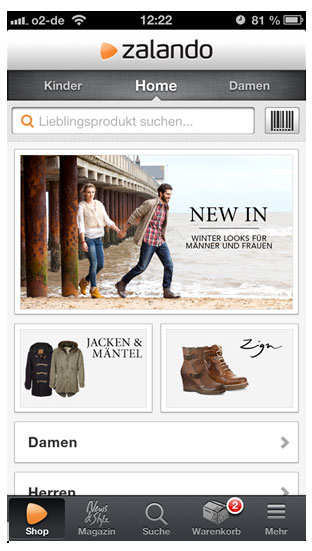 o2-de 12:22 81 %
zalando
Kinder Home Damen
Lieblingsprodukt suchen...
NEW IN
WINTER LOOKS FÜR
MÄNNER UND FRAUEN
JACKEN &
MÄNTEL
Zign
Damen
Herren
News
& Style
2
Shop Magazin Suche Warenkorb Mehr